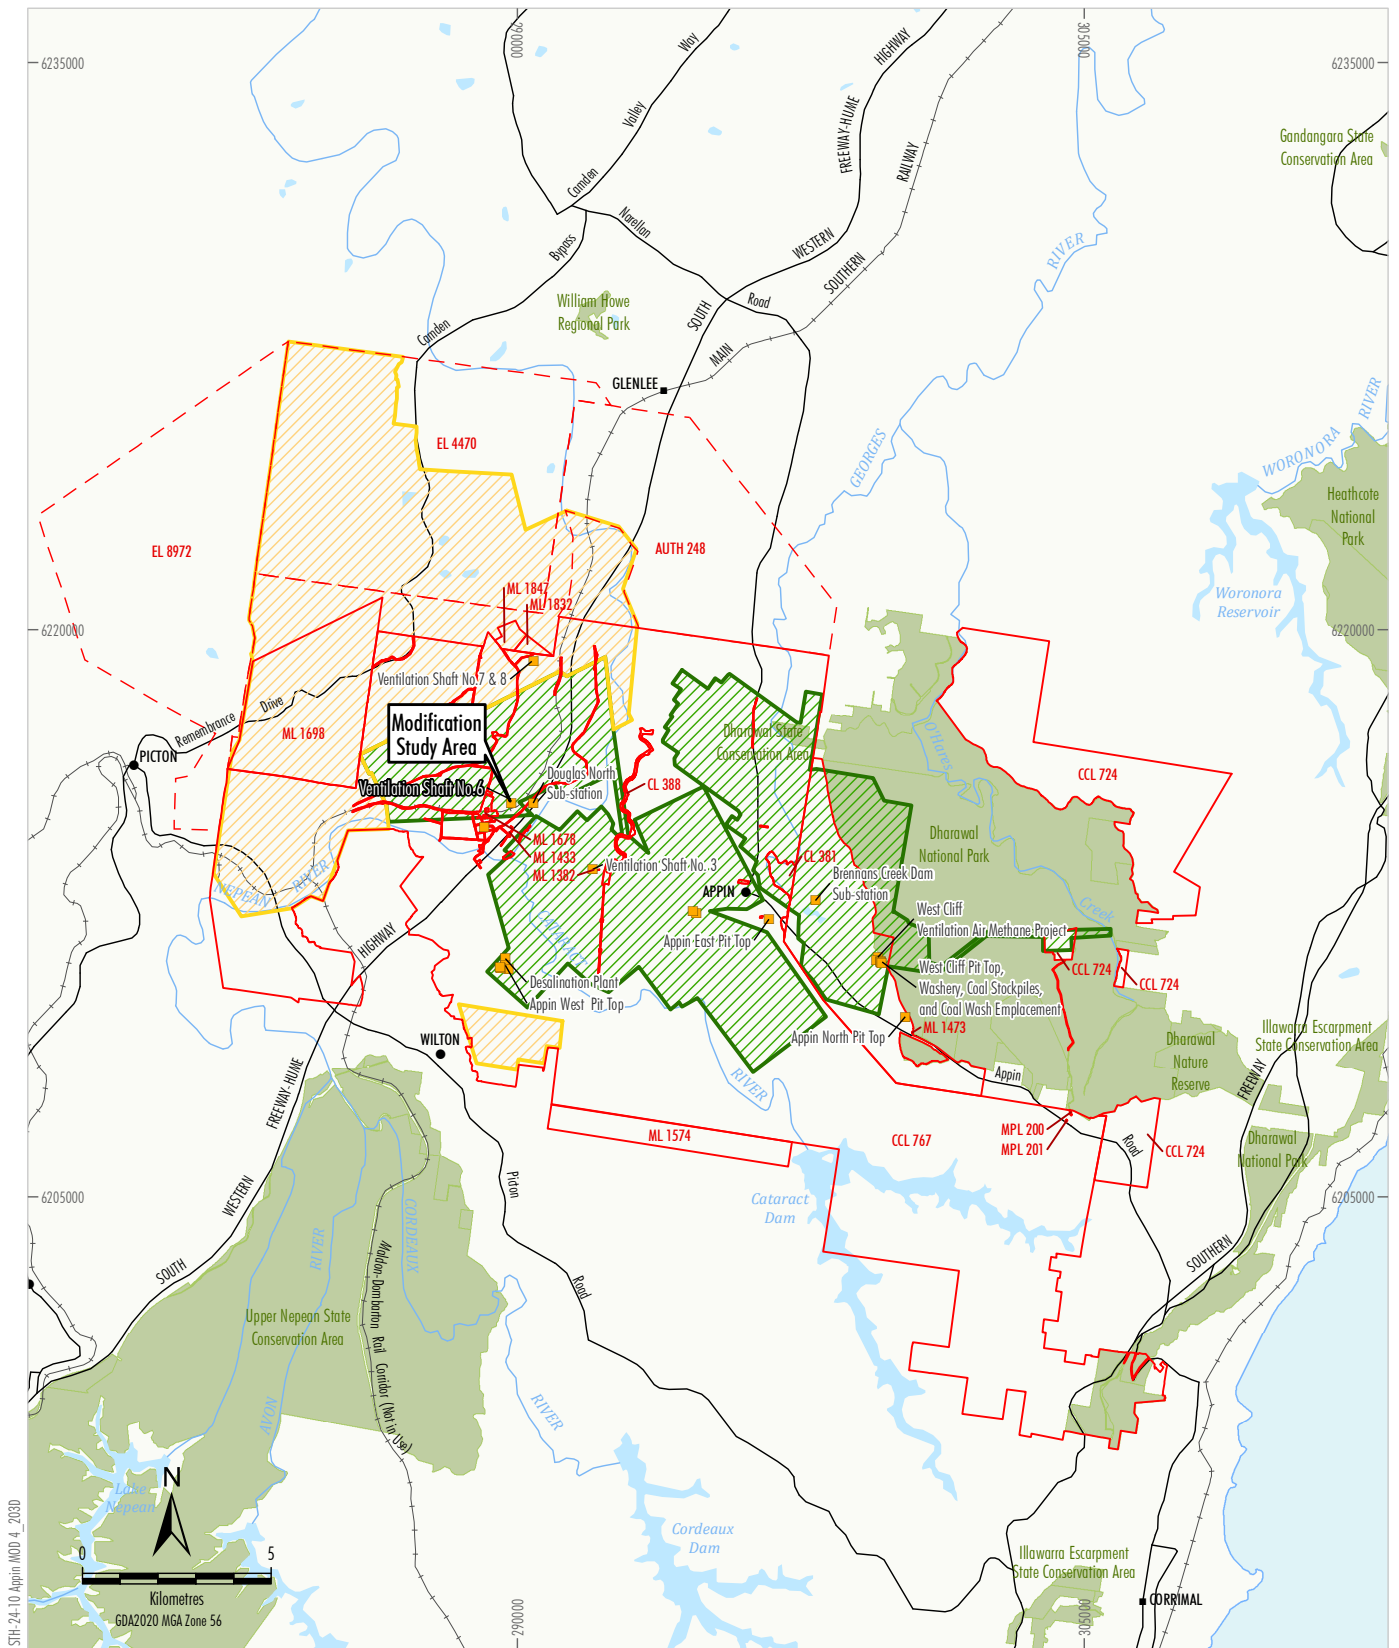 290000
305000
6235000
6235000
Way
Valley
Camden
HIGHWAY
FREEWAY-HUME
RAILWAY
Gandangara State
Conservation Area
Narellan
Bypass
WESTERN
SOUTHERN
RIVER
Camden
William Howe
Regional Park
SOUTH
Road
MAIN
GLENLEE
RIVER
WORONORA
GEORGES
EL 4470
Heathcote
National
Park
EL 8972
AUTH 248
ML 1847
ML 1832
Woronora
Reservoir
6220000
6220000
Ventilation Shaft No.7 & 8
Remembrance
Drive
ML 1698
Modification
Study Area
Dharawal State
Conservation Area
O'Hares
PICTON
Douglas North
Sub-station
CL 388
CCL 724
Ventilation Shaft No.6
ML 1678
ML 1433
ML 1382
Ventilation Shaft No. 3
CL 381
Dharawal
National Park
Brennans Creek Dam
Sub-station
APPIN
NEPEAN
RIVER
CATARACT
West Cliff
Ventilation Air Methane Project
Creek
HIGHWAY
Appin East Pit Top
Desalination Plant
Appin West Pit Top
West Cliff Pit Top,
Washery, Coal Stockpiles,
and Coal Wash Emplacement
CCL 724
CCL 724
ML 1473
Appin North Pit Top
WILTON
Illawarra Escarpment
State Conservation Area
Dharawal
Nature
Reserve
Appin
FREEWAY
RIVER
FREEWAY-HUME
MPL 200
MPL 201
ML 1574
CCL 767
Road
CCL 724
Dharawal
National Park
6205000
6205000
WESTERN
Picton
Cataract
Dam
CORDEAUX
RIVER
SOUTH
SOUTHERN
Maldon-Dombarton Rail Corridor (Not in Use)
Road
Upper Nepean State
Conservation Area
AVON
RIVER
Lake
Nepean
N
Cordeaux
Dam
0
5
Kilometres
GDA2020 MGA Zone 56
Illawarra Escarpment
State Conservation Area
CORRIMAL
290000
305000
STH-24-10 Appin MOD 4_203D